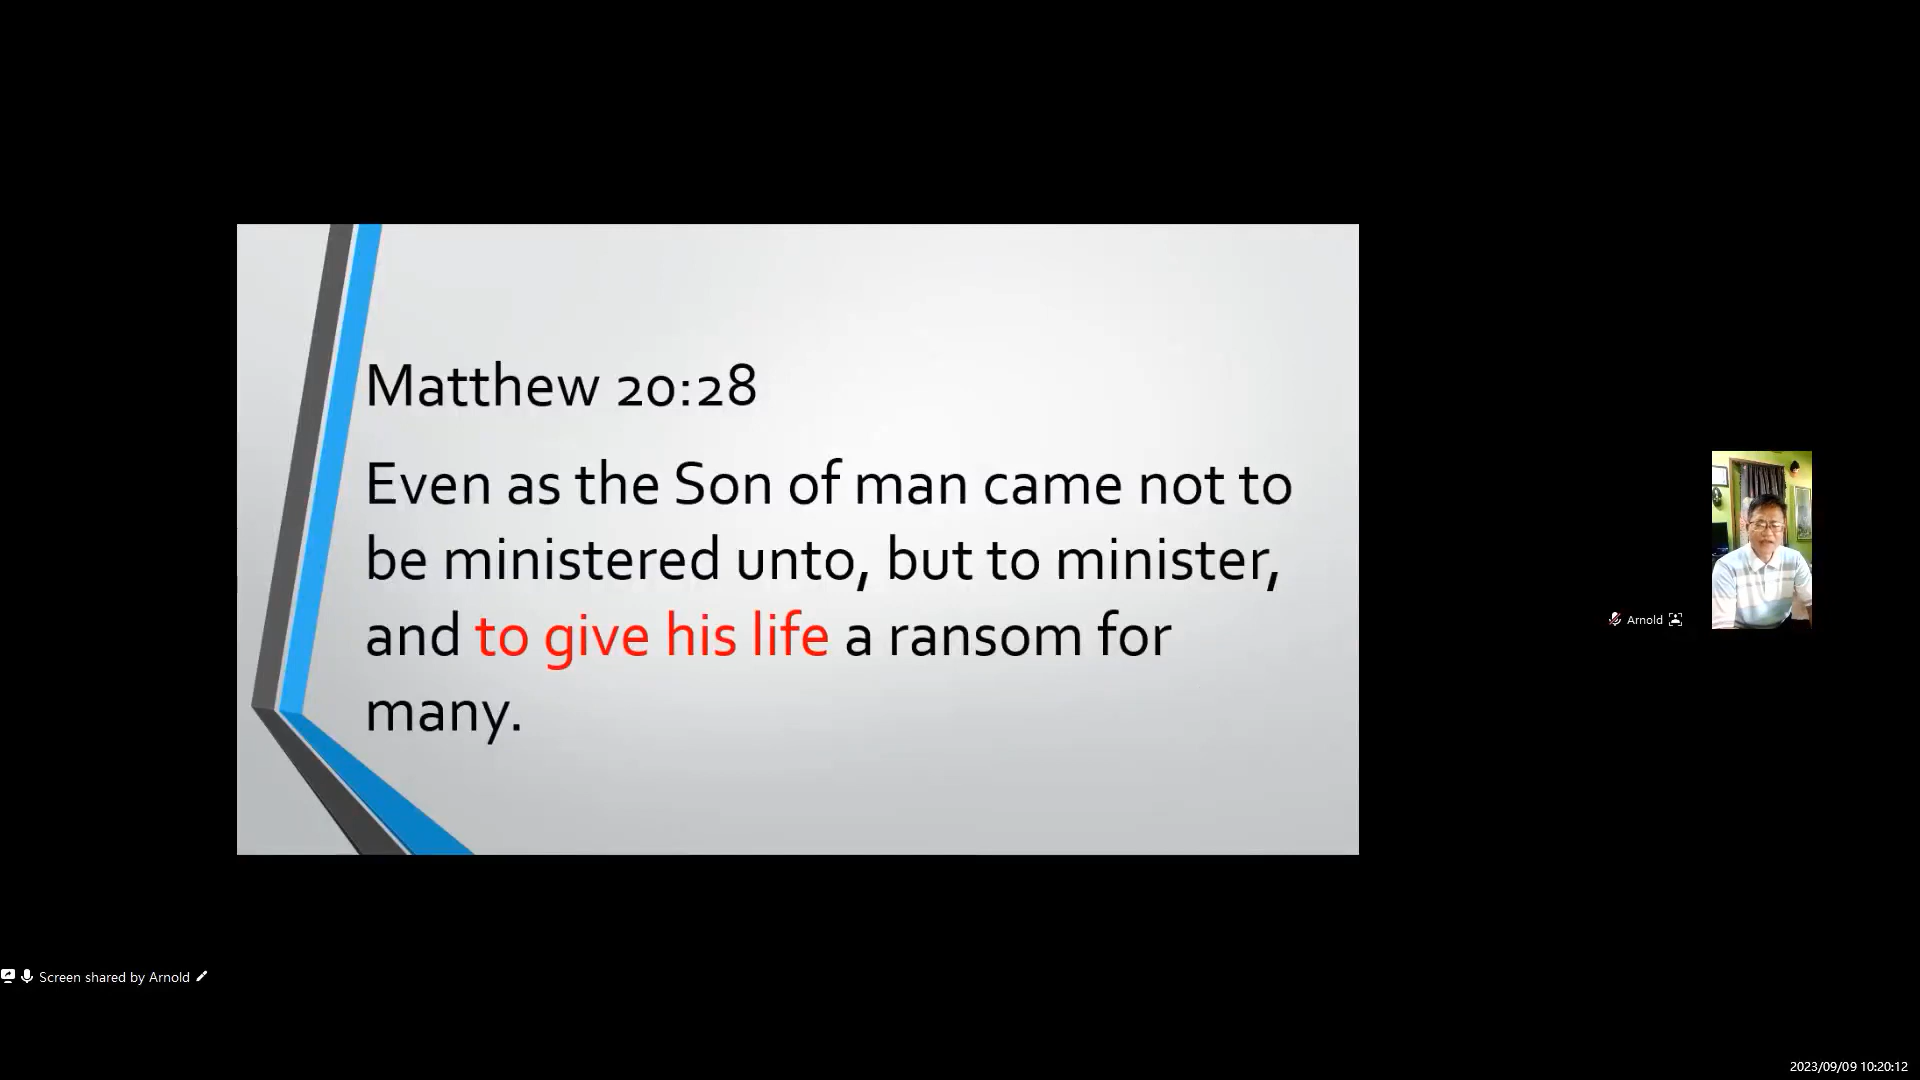 Matthew 20:28
Even as the Son of man came not to
be ministered unto, but to minister,
and to give his life a ransom for
many.
Arnold
Screen shared by Arnold
2023/09/09 10:20:12